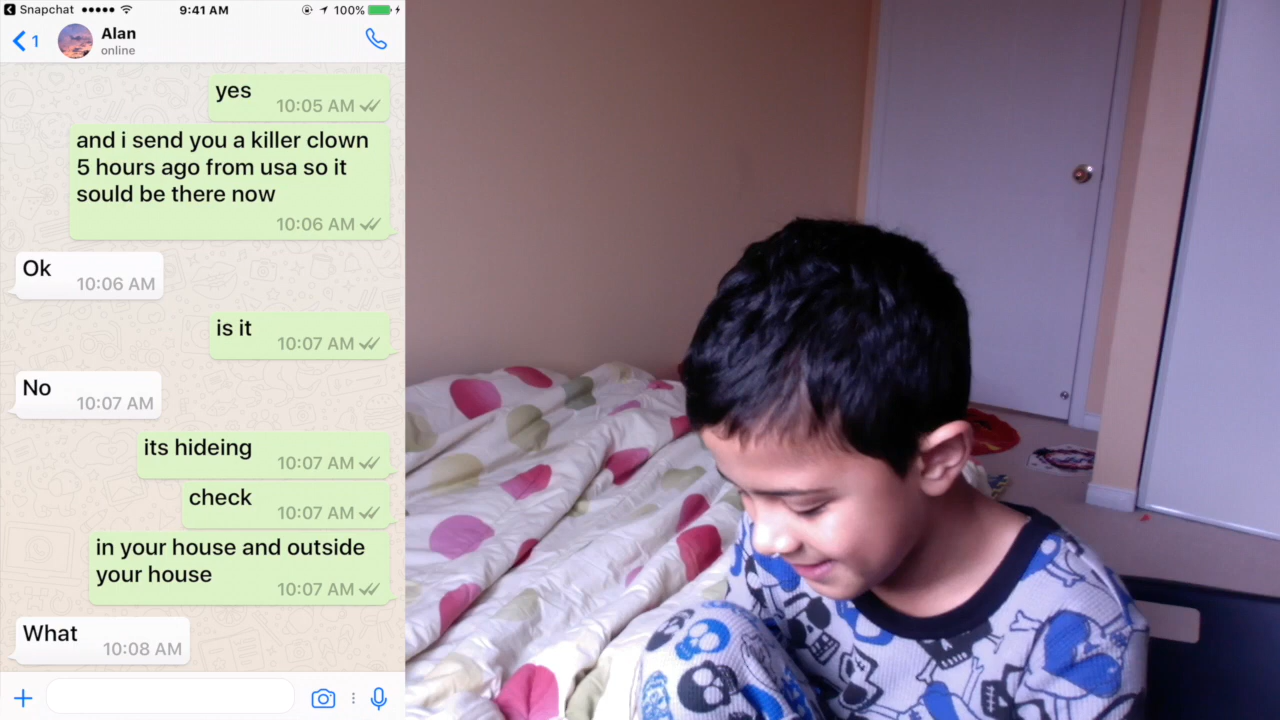 Snapchat 9:41 AM 100%
1 Alan
online
yes
10:05 AM
and i send you a killer clown
5 hours ago from usa so it
sould be there now
10:06 AM
Ok
10:06 AM
is it
10:07 AM
No
10:07 AM
its hideing
10:07 AM
check
10:07 AM
in your house and outside
your house
10:07 AM
What
10:08 AM